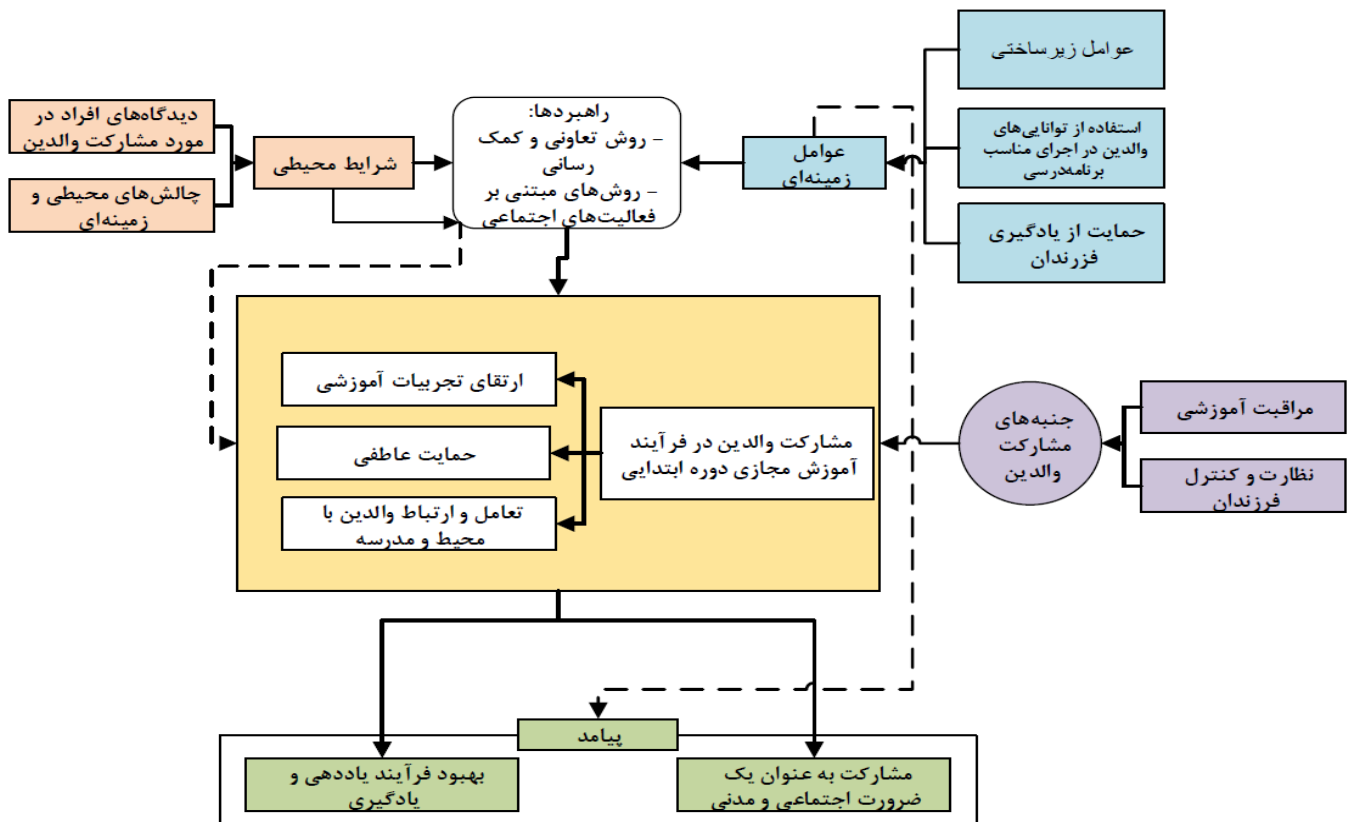 عوامل زیرساختی
استفاده از توانایی‌های
والدین در اجرای مناسب
برنامه‌درسی
حمایت از یادگیری
فزرندان
عوامل
زمینه‌ای
راهبردها:
– روش تعاونی و کمک
رسانی
– روش‌های مبتنی بر
فعالیت‌های اجتماعی
شرایط محیطی
دیدگاه‌های افراد در
مورد مشارکت والدین
چالش‌های محیطی و
زمینه‌ای
مراقبت آموزشی
نظارت و کنترل
فرزندان
جنبه‌های
مشارکت
والدین
مشارکت والدین در فرآیند
آموزش مجازی دوره ابتدایی
ارتقای تجربیات آموزشی
حمایت عاطفی
تعامل و ارتباط والدین با
محیط و مدرسه
پیامد
مشارکت به عنوان یک
ضرورت اجتماعی و مدنی
بهبود فرآیند یاددهی و
یادگیری